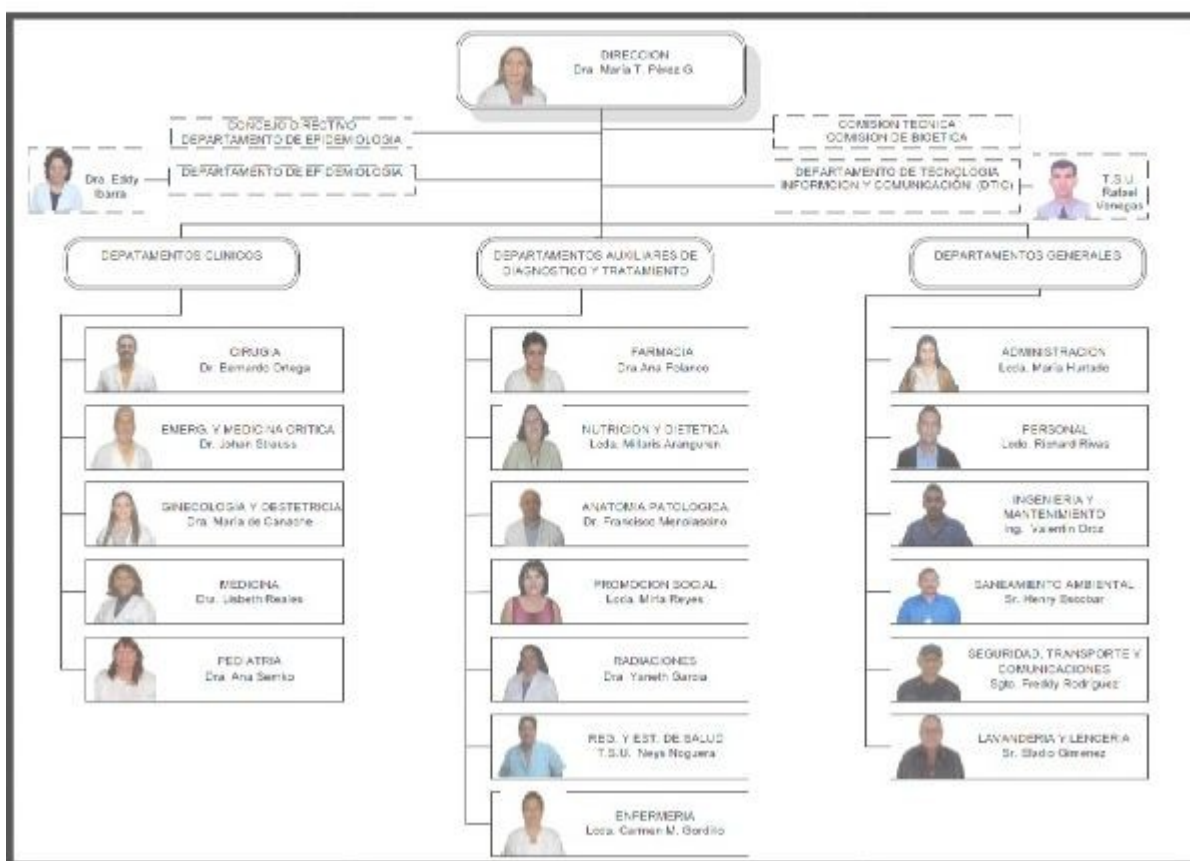 DIRECCION
Dra. María T. Pérez G.
CONCEJO DIRECTIVO
DEPARTAMENTO DE EPIDEMIOLOGIA
COMISION TECNICA
COMISION DE BIOETICA
Dra. Eddy
Ibarra
DEPARTAMENTO DE EPIDEMIOLOGIA
DEPARTAMENTO DE TECNOLOGIA
INFORMCION Y COMUNICACIÓN (DTIC)
T.S.U.
Rafael
Venegas
DEPATAMENTOS CLINICOS
DEPARTAMENTOS AUXILIARES DE
DIAGNOSTICO Y TRATAMIENTO
DEPARTAMENTOS GENERALES
CIRUGIA
Dr. Bernardo Ortega
EMERG. Y MEDICINA CRITICA
Dr. Johan Strauss
GINECOLOGIA Y OBSTETRICIA
Dra. María de Canache
MEDICINA
Dra. Lisbeth Reales
PEDIATRIA
Dra. Ana Semko
FARMACIA
Dra Ana Polanco
NUTRICION Y DIETETICA
Lcda. Aranguren
ANATOMIA PATOLOGICA
Dr. Francisco Menolascino
PROMOCION SOCIAL
Lcda. Mirla Reyes
RADIACIONES
Dra. Yaneth Garcia
REG. Y EST. DE SALUD
T.S.U. Neys Noguera
ENFERMERIA
Lcda. Carmen M. Gordillo
ADMINISTRACION
Lcda. María Hurtado
PERSONAL
Lcdo. Richard Rivas
INGENIERIA Y
MANTENIMIENTO
Ing. Valentin
SANEAMIENTO AMBIENTAL
Sr. Henry Escobar
SEGURIDAD, TRANSPORTE Y
COMUNICACIONES
Sgto. Freddy Rodríguez
LAVANDERIA Y LENCERIA
Sr. Eladio Gimenez